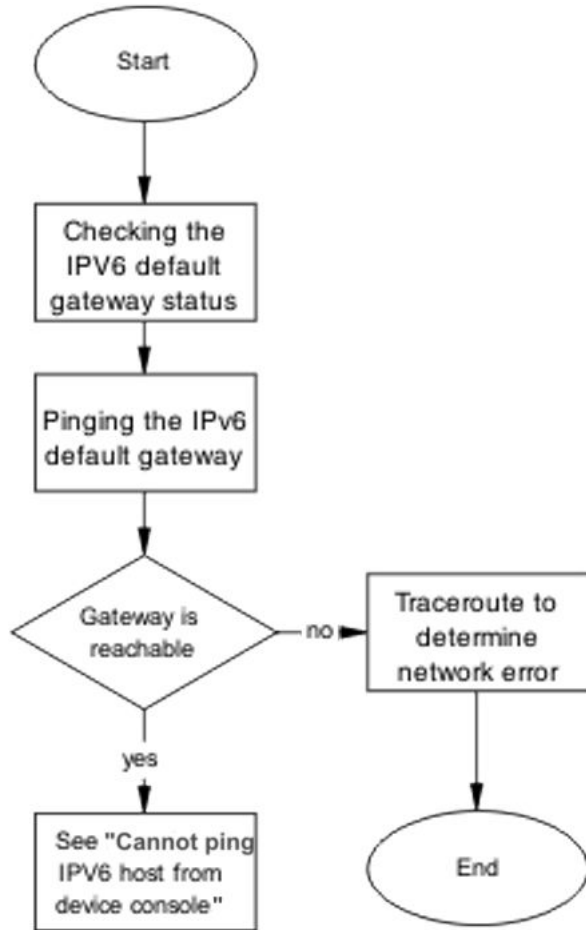 Start
Checking the
IPV6 default
gateway status
Pinging the IPv6
default gateway
Gateway is
reachable
no
Traceroute to
determine
network error
yes
See "Cannot ping
IPV6 host from
device console"
End